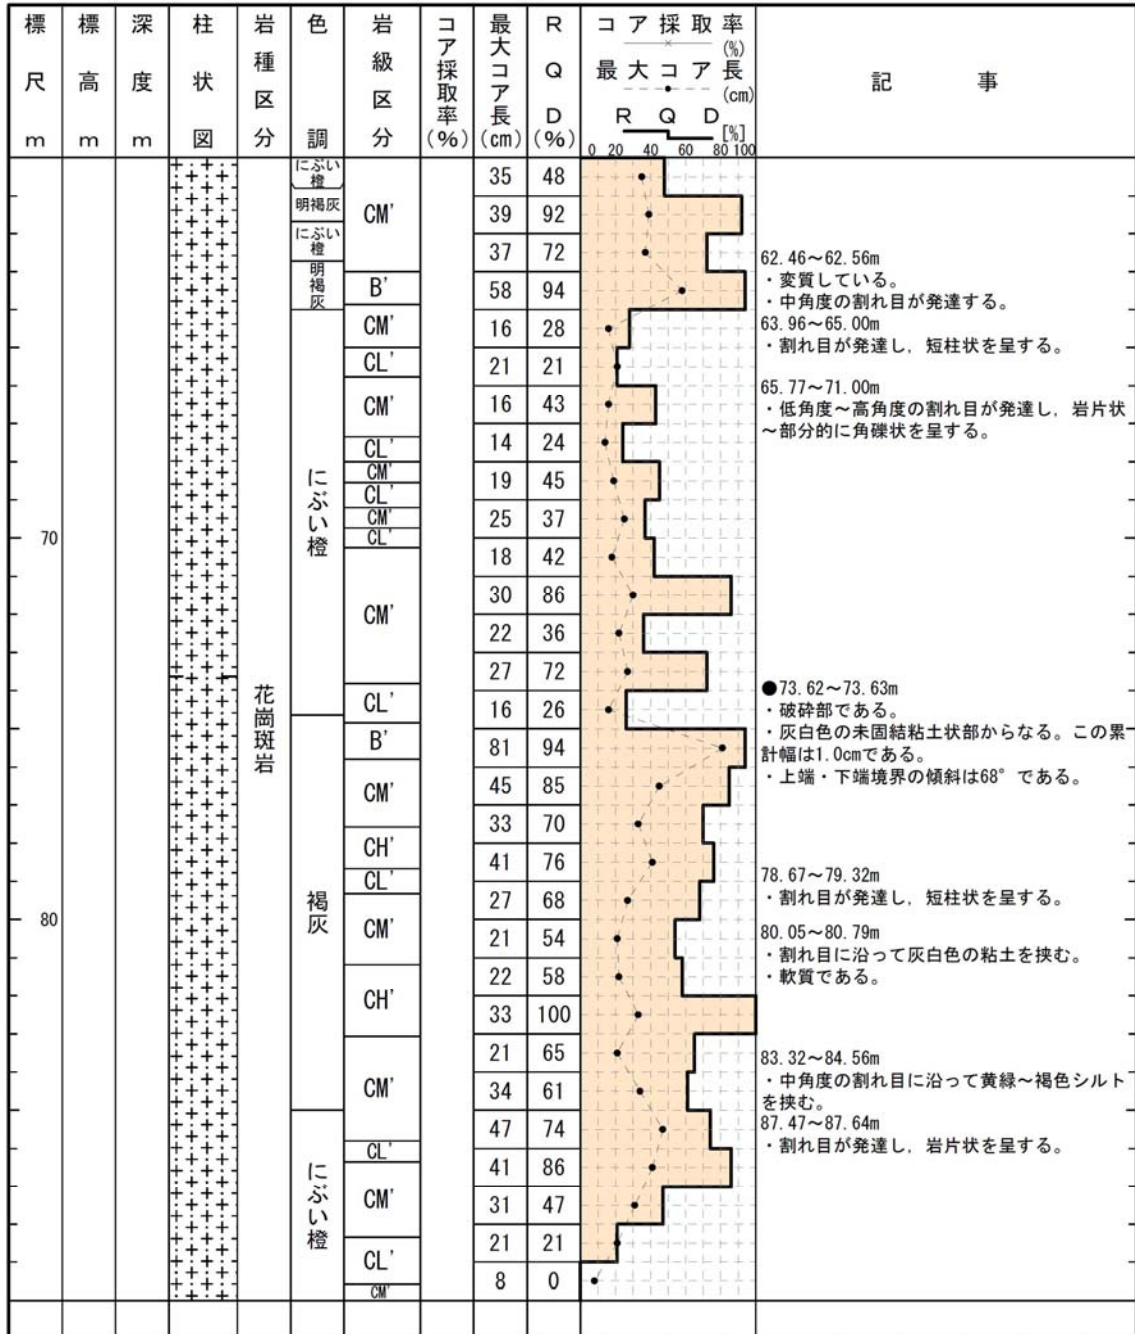 標尺m
標高m
深度m
柱状図
岩種区分
色調
岩級区分
コア採取率(%)
最大コア長(cm)
RQD(%)
コア採取率
(%)
最大コア長
(cm)
RQD
[%]
0 20 40 60 80 100
記事
にぶい
橙
明褐灰
にぶい
橙
明褐灰
にぶい橙
褐灰
にぶい橙
花崗斑岩
70
80
CM'
B'
CM'
CL'
CM'
CL'
CM'
CL'
CM'
CL'
CM'
CL'
B'
CM'
CH'
CL'
CM'
CH'
CM'
CL'
CM'
CL'
CM'
35 48
39 92
37 72
58 94
16 28
21 21
16 43
14 24
19 45
25 37
18 42
30 86
22 36
27 72
16 26
81 94
45 85
33 70
41 76
27 68
21 54
22 58
33 100
21 65
34 61
47 74
41 86
31 47
21 21
8 0
62.46～62.56m
・変質している。
・中角度の割れ目が発達する。
63.96～65.00m
・割れ目が発達し，短柱状を呈する。
65.77～71.00m
・低角度～高角度の割れ目が発達し，岩片状
～部分的に角礫状を呈する。
●73.62～73.63m
・破砕部である。
・灰白色の未固結粘土状部からなる。この累
計幅は1.0cmである。
・上端・下端境界の傾斜は68°である。
78.67～79.32m
・割れ目が発達し，短柱状を呈する。
80.05～80.79m
・割れ目に沿って灰白色の粘土を挟む。
・軟質である。
83.32～84.56m
・中角度の割れ目に沿って黄緑～褐色シルト
を挟む。
87.47～87.64m
・割れ目が発達し，岩片状を呈する。